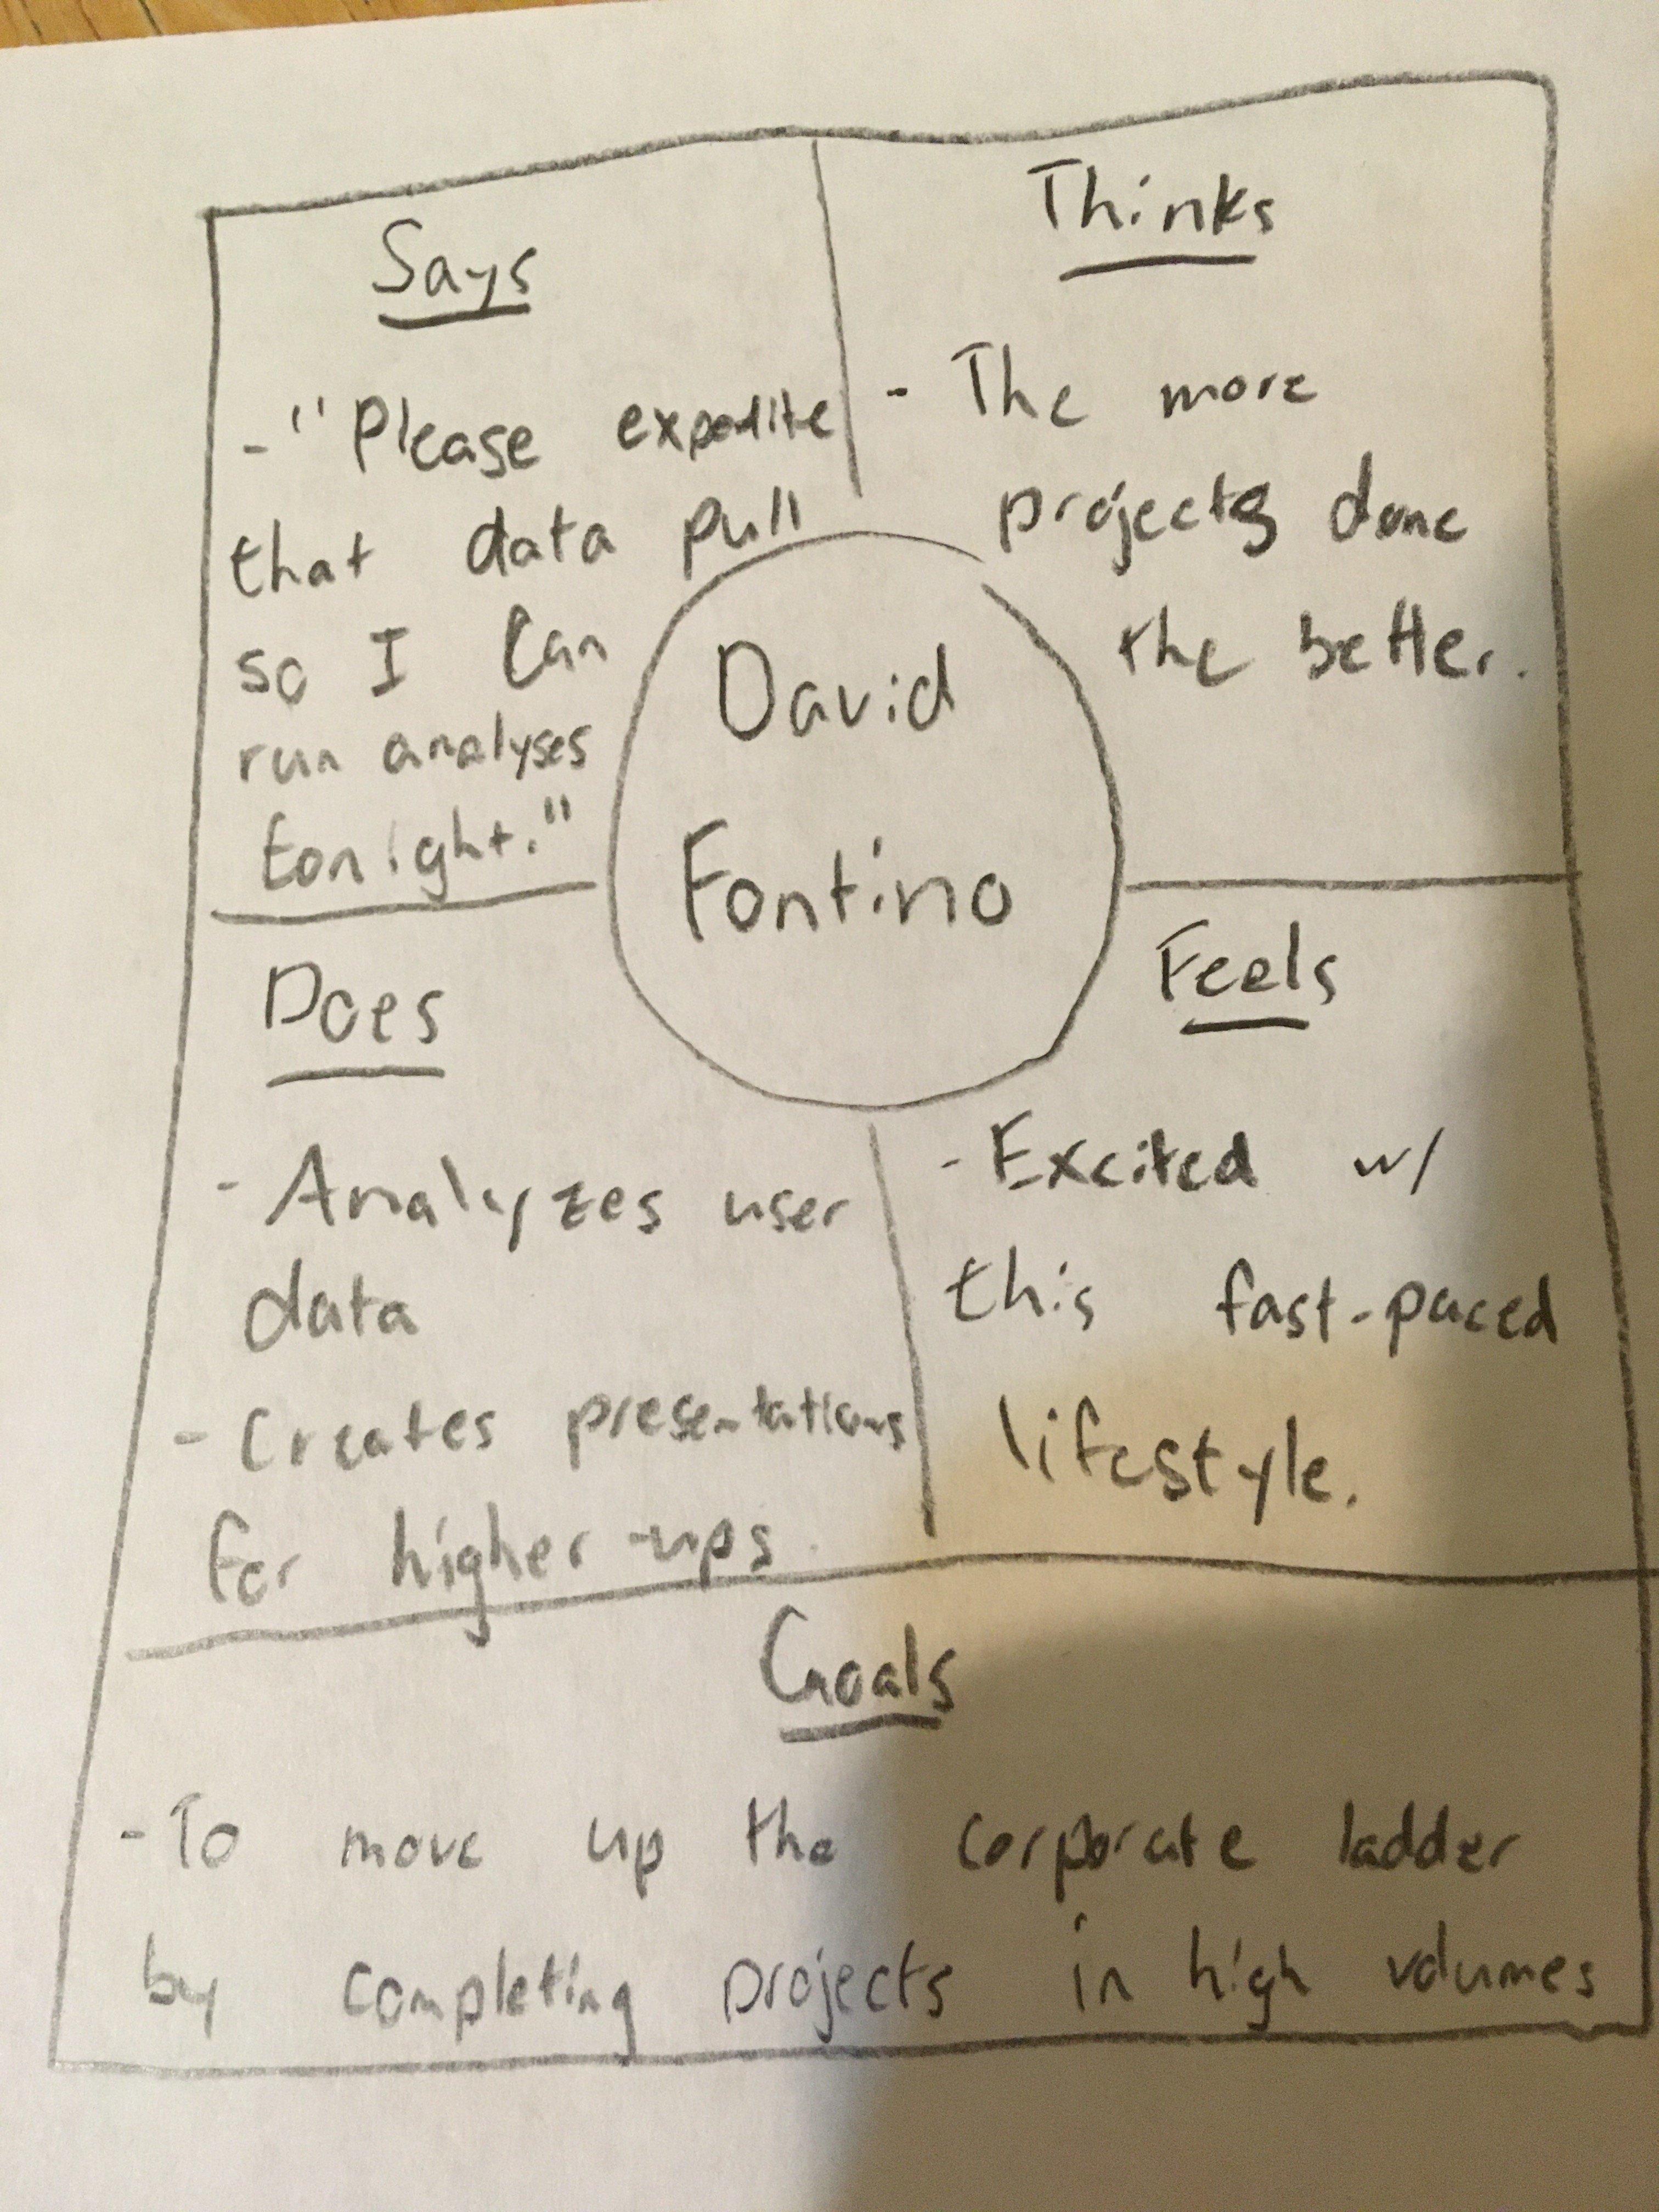 Says
- "Please expedite
that data pull
so I can
run analyses
tonight."
Thinks
- The more
projects done
the better.
David
Fontino
Does
- Analyzes user
data
- Creates presentations
for higher-ups.
Feels
- Excited w/
this fast-paced
lifestyle.
Goals
- To move up the corporate ladder
by completing projects in high volumes